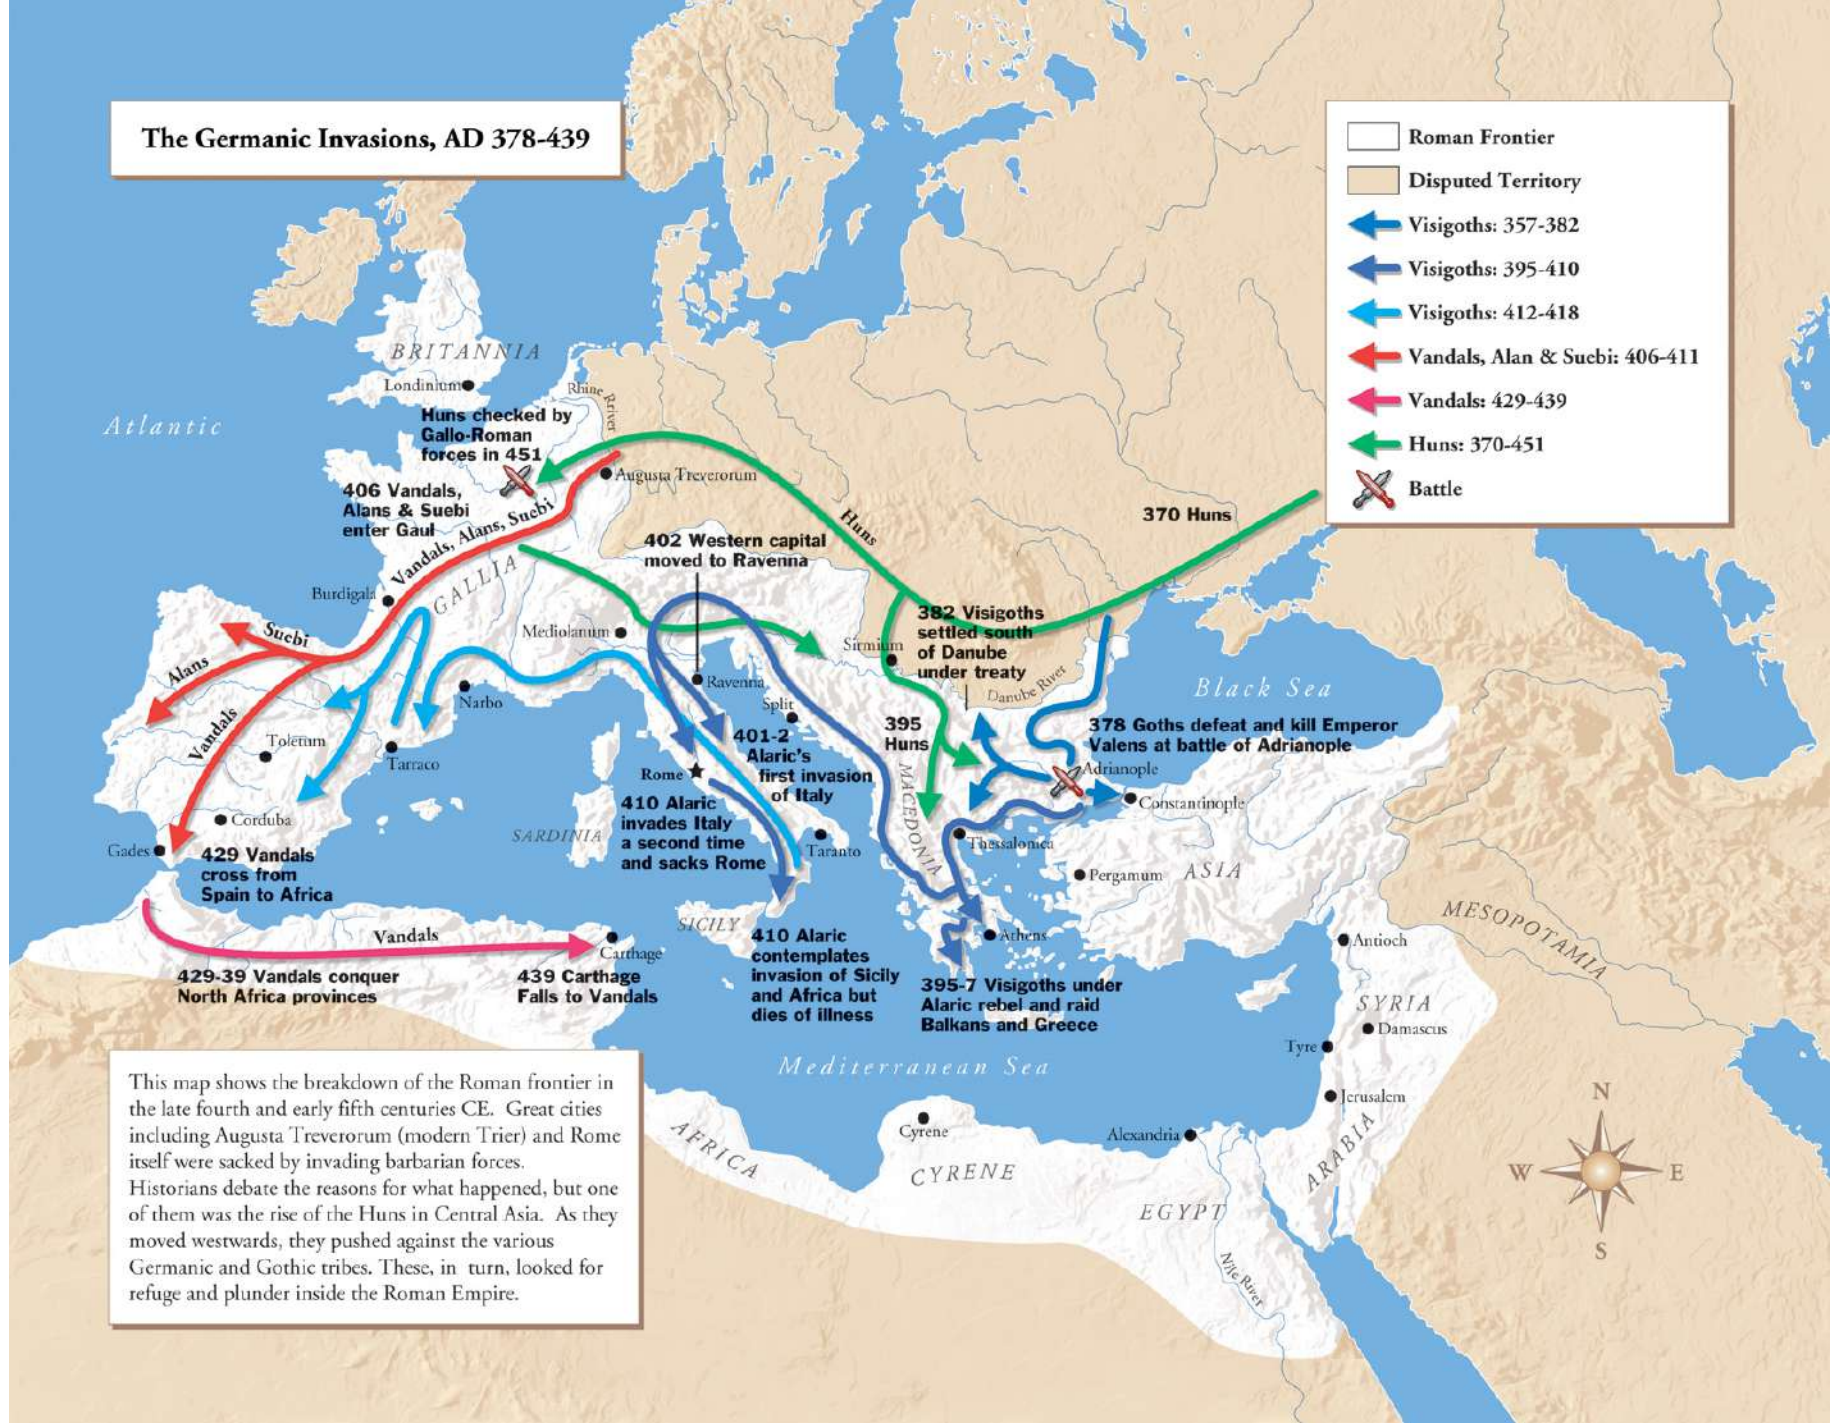 The Germanic Invasions, AD 378-439
Roman Frontier
Disputed Territory
Visigoths: 357-382
Visigoths: 395-410
Visigoths: 412-418
Vandals, Alan & Suebi: 406-411
Vandals: 429-439
Huns: 370-451
Battle
BRITANNIA
Londinium
Rhine Rriver
Atlantic
Huns checked by
Gallo-Roman
forces in 451
Augusta Treverorum
406 Vandals,
Alans & Suebi
enter Gaul
Vandals, Alans, Suebi
Huns
370 Huns
402 Western capital
moved to Ravenna
GALLIA
Burdigala
Mediolanum
Sirmium
382 Visigoths
settled south
of Danube
under treaty
Danube River
Black Sea
Suebi
Alans
Vandals
Narbo
Ravenna
Split
Toletum
Tarraco
395
Huns
378 Goths defeat and kill Emperor
Valens at battle of Adrianople
Adrianople
Constantinople
Rome
401-2
Alaric's
first invasion
of Italy
MACEDONIA
410 Alaric
invades Italy
a second time
and sacks Rome
SARDINIA
Taranto
Thessalonica
Pergamum
ASIA
Corduba
Gades
429 Vandals
cross from
Spain to Africa
MESOPOTAMIA
Vandals
Carthage
SICILY
Athens
Antioch
429-39 Vandals conquer
North Africa provinces
439 Carthage
Falls to Vandals
410 Alaric
contemplates
invasion of Sicily
and Africa but
dies of illness
395-7 Visigoths under
Alaric rebel and raid
Balkans and Greece
SYRIA
Damascus
Tyre
Mediterranean Sea
Jerusalem
AFRICA
Cyrene
CYRENE
Alexandria
ARABIA
EGYPT
Nile River
N
W
E
S
This map shows the breakdown of the Roman frontier in
the late fourth and early fifth centuries CE. Great cities
including Augusta Treverorum (modern Trier) and Rome
itself were sacked by invading barbarian forces.
Historians debate the reasons for what happened, but one
of them was the rise of the Huns in Central Asia. As they
moved westwards, they pushed against the various
Germanic and Gothic tribes. These, in turn, looked for
refuge and plunder inside the Roman Empire.